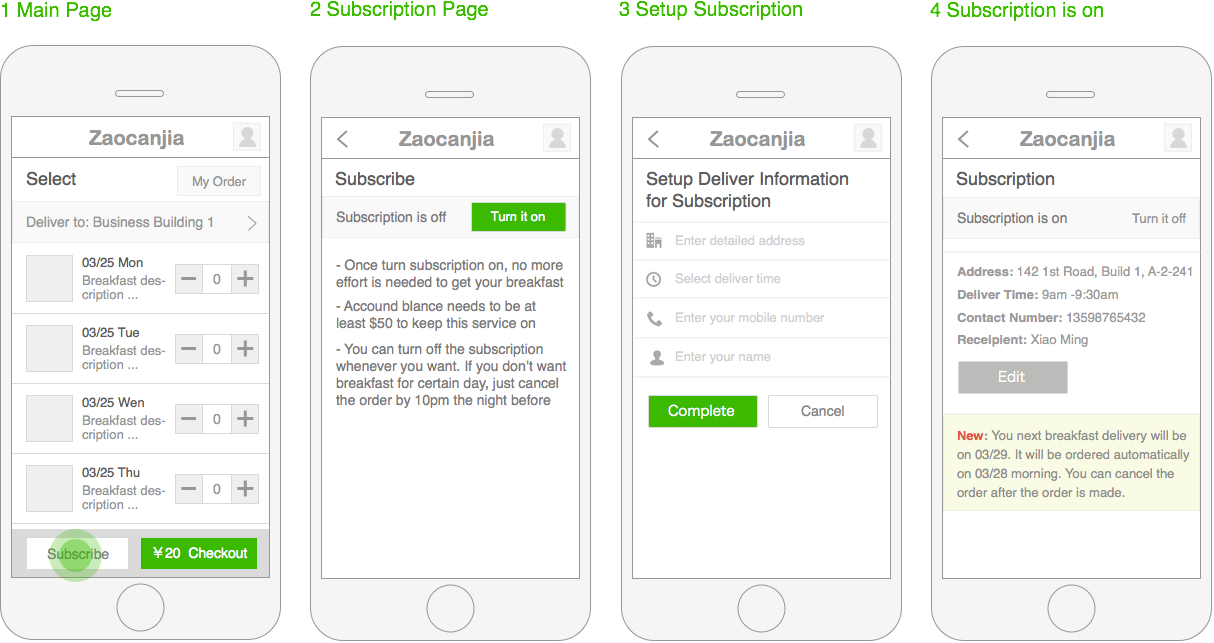 1 Main Page
Zaocanjia
Select
My Order
Deliver to: Business Building 1
03/25 Mon
Breakfast des-
cription ...
0
03/25 Tue
Breakfast des-
cription ...
0
03/25 Wen
Breakfast des-
cription ...
0
03/25 Thu
Breakfast des-
cription ...
0
Subscribe
¥20 Checkout
2 Subscription Page
Zaocanjia
Subscribe
Subscription is off
Turn it on
- Once turn subscription on, no more
effort is needed to get your breakfast
- Accound blance needs to be at
least $50 to keep this service on
- You can turn off the subscription
whenever you want. If you don't want
breakfast for certain day, just cancel
the order by 10pm the night before
3 Setup Subscription
Zaocanjia
Setup Deliver Information
for Subscription
Enter detailed address
Select deliver time
Enter your mobile number
Enter your name
Complete
Cancel
4 Subscription is on
Zaocanjia
Subscription
Subscription is on
Turn it off
Address: 142 1st Road, Build 1, A-2-241
Deliver Time: 9am -9:30am
Contact Number: 13598765432
Receipient: Xiao Ming
Edit
New: You next breakfast delivery will be
on 03/29. It will be ordered automatically
on 03/28 morning. You can cancel the
order after the order is made.